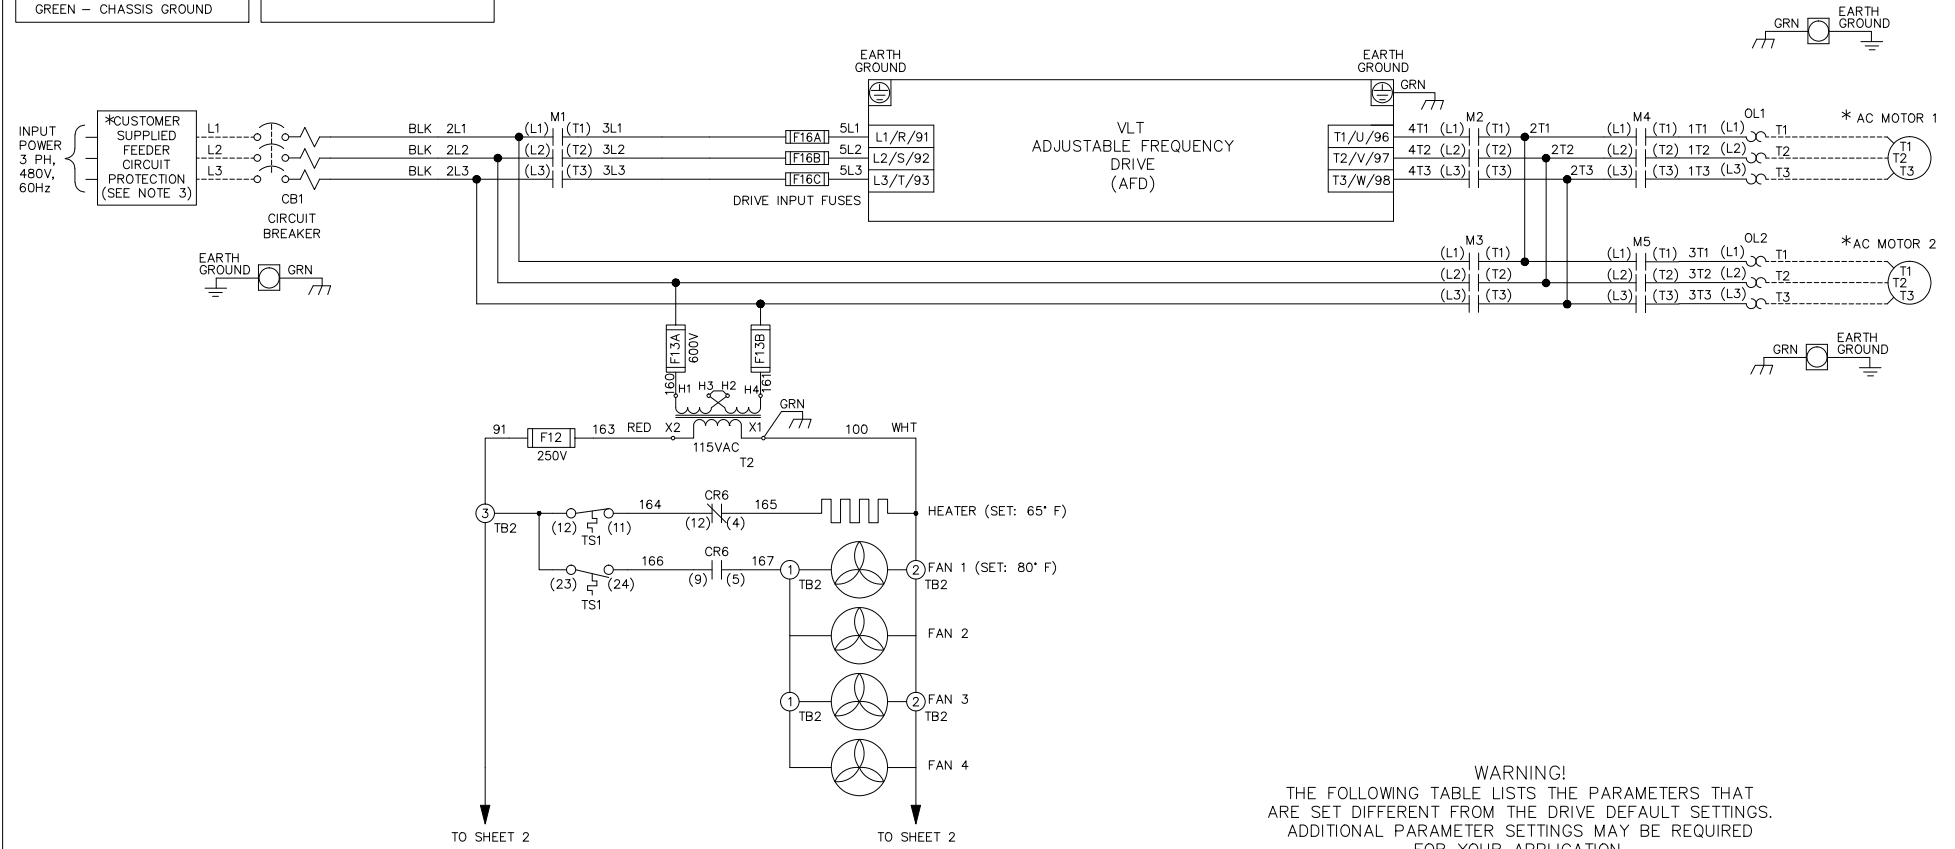 GREEN – CHASSIS GROUND
GRN
EARTH
GROUND
EARTH
GROUND
EARTH
GROUND
GRN
INPUT
POWER
3 PH,
480V,
60Hz
*CUSTOMER
SUPPLIED
FEEDER
CIRCUIT
PROTECTION
(SEE NOTE 3)
L1
L2
L3
CB1
CIRCUIT
BREAKER
BLK 2L1
BLK 2L2
BLK 2L3
M1
(L1) (T1) 3L1
(L2) (T2) 3L2
(L3) (T3) 3L3
F16A 5L1
F16B 5L2
F16C 5L3
DRIVE INPUT FUSES
L1/R/91
L2/S/92
L3/T/93
VLT
ADJUSTABLE FREQUENCY
DRIVE
(AFD)
T1/U/96
T2/V/97
T3/W/98
M2
4T1 (L1) (T1) 2T1
4T2 (L2) (T2) 2T2
4T3 (L3) (T3) 2T3
M4
(L1) (T1) 1T1 (L1)
(L2) (T2) 1T2 (L2)
(L3) (T3) 1T3 (L3)
OL1
T1
T2
T3
* AC MOTOR 1
T1
T2
T3
EARTH
GROUND GRN
M3
(L1) (T1)
(L2) (T2)
(L3) (T3)
M5
(L1) (T1) 3T1 (L1)
(L2) (T2) 3T2 (L2)
(L3) (T3) 3T3 (L3)
OL2
T1
T2
T3
*AC MOTOR 2
T1
T2
T3
GRN
EARTH
GROUND
F13A
600V
F13B
160
161
H1 H3 H2 H4
GRN
91 F12 163 RED X2 X1 100 WHT
250V
115VAC
T2
3
TB2
(12) (11)
TS1
164
CR6
(12) (4)
165
HEATER (SET: 65° F)
(23) (24)
TS1
166
CR6
(9) (5)
167
1
TB2
2
TB2
FAN 1 (SET: 80° F)
FAN 2
1
TB2
2
TB2
FAN 3
FAN 4
TO SHEET 2
TO SHEET 2
WARNING!
THE FOLLOWING TABLE LISTS THE PARAMETERS THAT
ARE SET DIFFERENT FROM THE DRIVE DEFAULT SETTINGS.
ADDITIONAL PARAMETER SETTINGS MAY BE REQUIRED
FOR YOUR APPLICATION